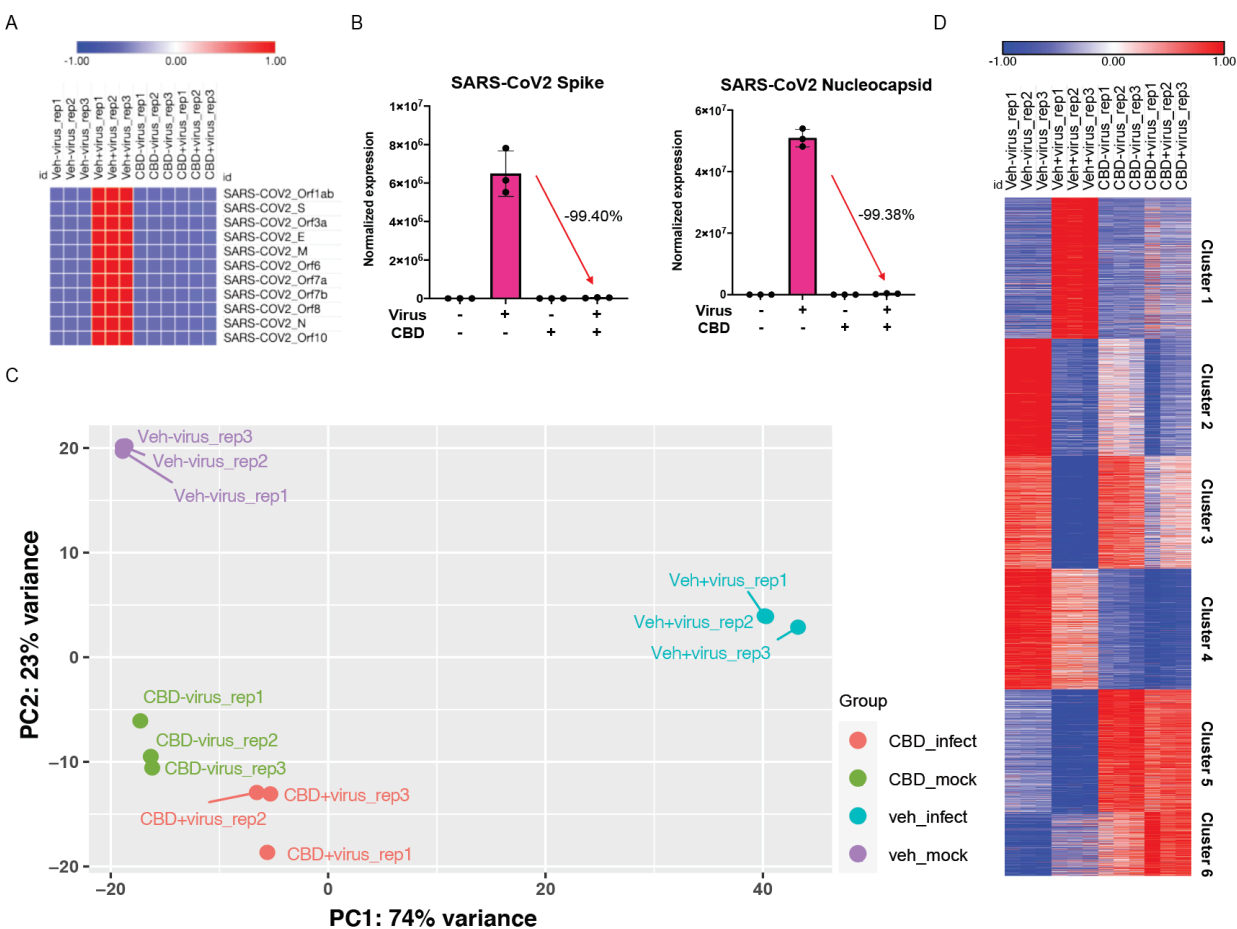 A
-1.00 0.00 1.00
Veh-virus_rep1
Veh-virus_rep2
Veh-virus_rep3
Veh+virus_rep1
Veh+virus_rep2
Veh+virus_rep3
CBD-virus_rep1
CBD-virus_rep2
CBD-virus_rep3
CBD+virus_rep1
CBD+virus_rep2
CBD+virus_rep3
id id
SARS-COV2_Orf1ab
SARS-COV2_S
SARS-COV2_Orf3a
SARS-COV2_E
SARS-COV2_M
SARS-COV2_Orf6
SARS-COV2_Orf7a
SARS-COV2_Orf7b
SARS-COV2_Orf8
SARS-COV2_N
SARS-COV2_Orf10
B
SARS-CoV2 Spike
Normalized expression
1×10⁷
8×10⁶
6×10⁶
4×10⁶
2×10⁶
0
-99.40%
Virus - + - +
CBD - - + +
SARS-CoV2 Nucleocapsid
Normalized expression
6×10⁷
4×10⁷
2×10⁷
0
-99.38%
Virus - + - +
CBD - - + +
C
PC2: 23% variance
20
10
0
−10
−20
Veh-virus_rep3
Veh-virus_rep2
Veh-virus_rep1
Veh+virus_rep1
Veh+virus_rep2
Veh+virus_rep3
CBD-virus_rep1
CBD-virus_rep2
CBD-virus_rep3
CBD+virus_rep3
CBD+virus_rep2
CBD+virus_rep1
−20 0 20 40
PC1: 74% variance
Group
CBD_infect
CBD_mock
veh_infect
veh_mock
D
-1.00 0.00 1.00
Veh-virus_rep1
Veh-virus_rep2
Veh-virus_rep3
Veh+virus_rep1
Veh+virus_rep2
Veh+virus_rep3
CBD-virus_rep1
CBD-virus_rep2
CBD-virus_rep3
CBD+virus_rep1
CBD+virus_rep2
CBD+virus_rep3
id
Cluster 1
Cluster 2
Cluster 3
Cluster 4
Cluster 5
Cluster 6